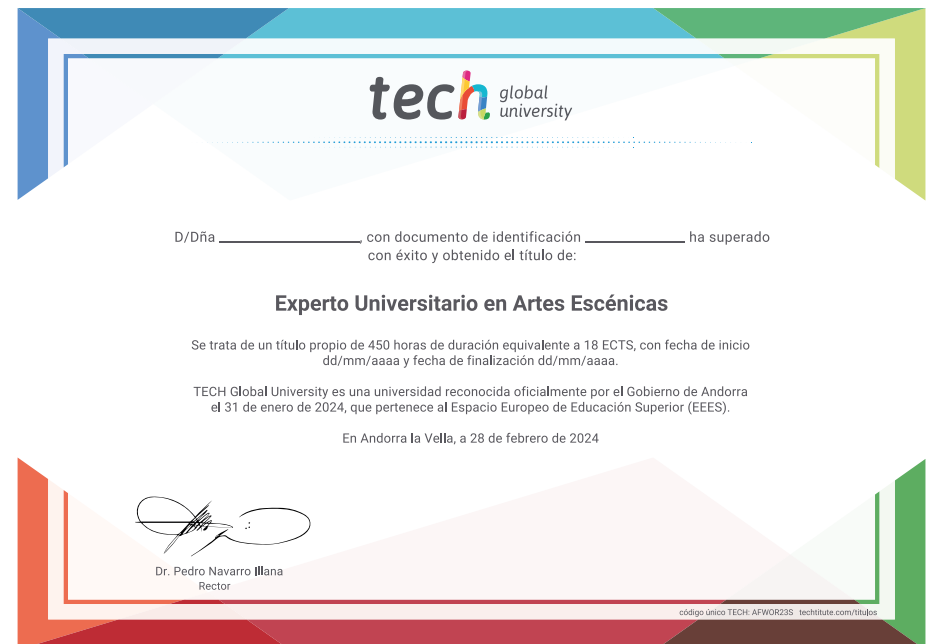 tech global
university
D/Dña ____________________, con documento de identificación ______________ ha superado
con éxito y obtenido el título de:
Experto Universitario en Artes Escénicas
Se trata de un título propio de 450 horas de duración equivalente a 18 ECTS, con fecha de inicio
dd/mm/aaaa y fecha de finalización dd/mm/aaaa.
TECH Global University es una universidad reconocida oficialmente por el Gobierno de Andorra
el 31 de enero de 2024, que pertenece al Espacio Europeo de Educación Superior (EEES).
En Andorra la Vella, a 28 de febrero de 2024
Dr. Pedro Navarro Illana
Rector
código único TECH: AFWOR23S techtitute.com/titulos